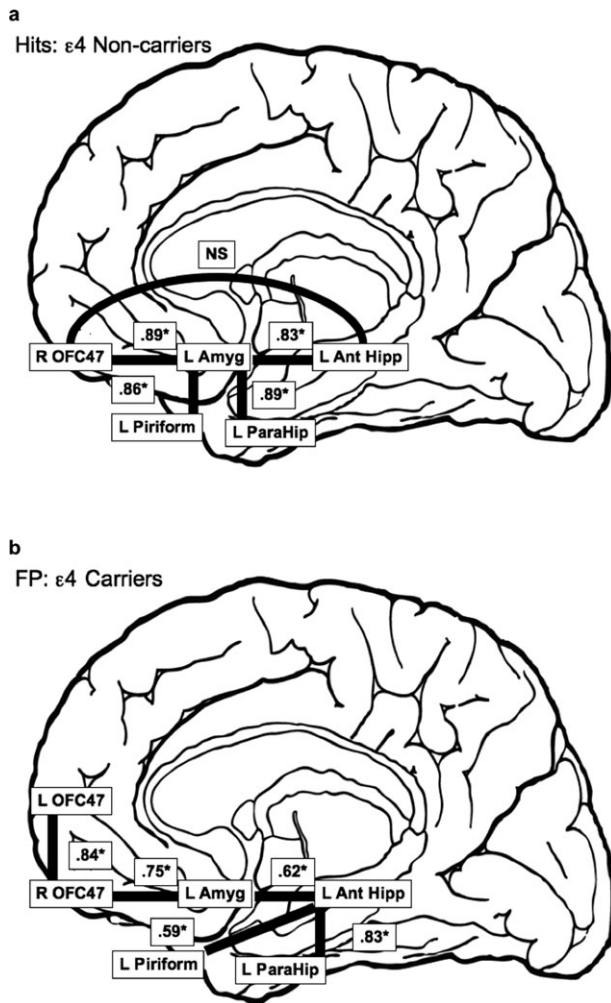 a
Hits: ε4 Non-carriers
NS
.89*
.83*
R OFC47
L Amyg
L Ant Hipp
.86*
.89*
L Piriform
L ParaHip
b
FP: ε4 Carriers
L OFC47
.84*
.75*
.62*
R OFC47
L Amyg
L Ant Hipp
.59*
.83*
L Piriform
L ParaHip